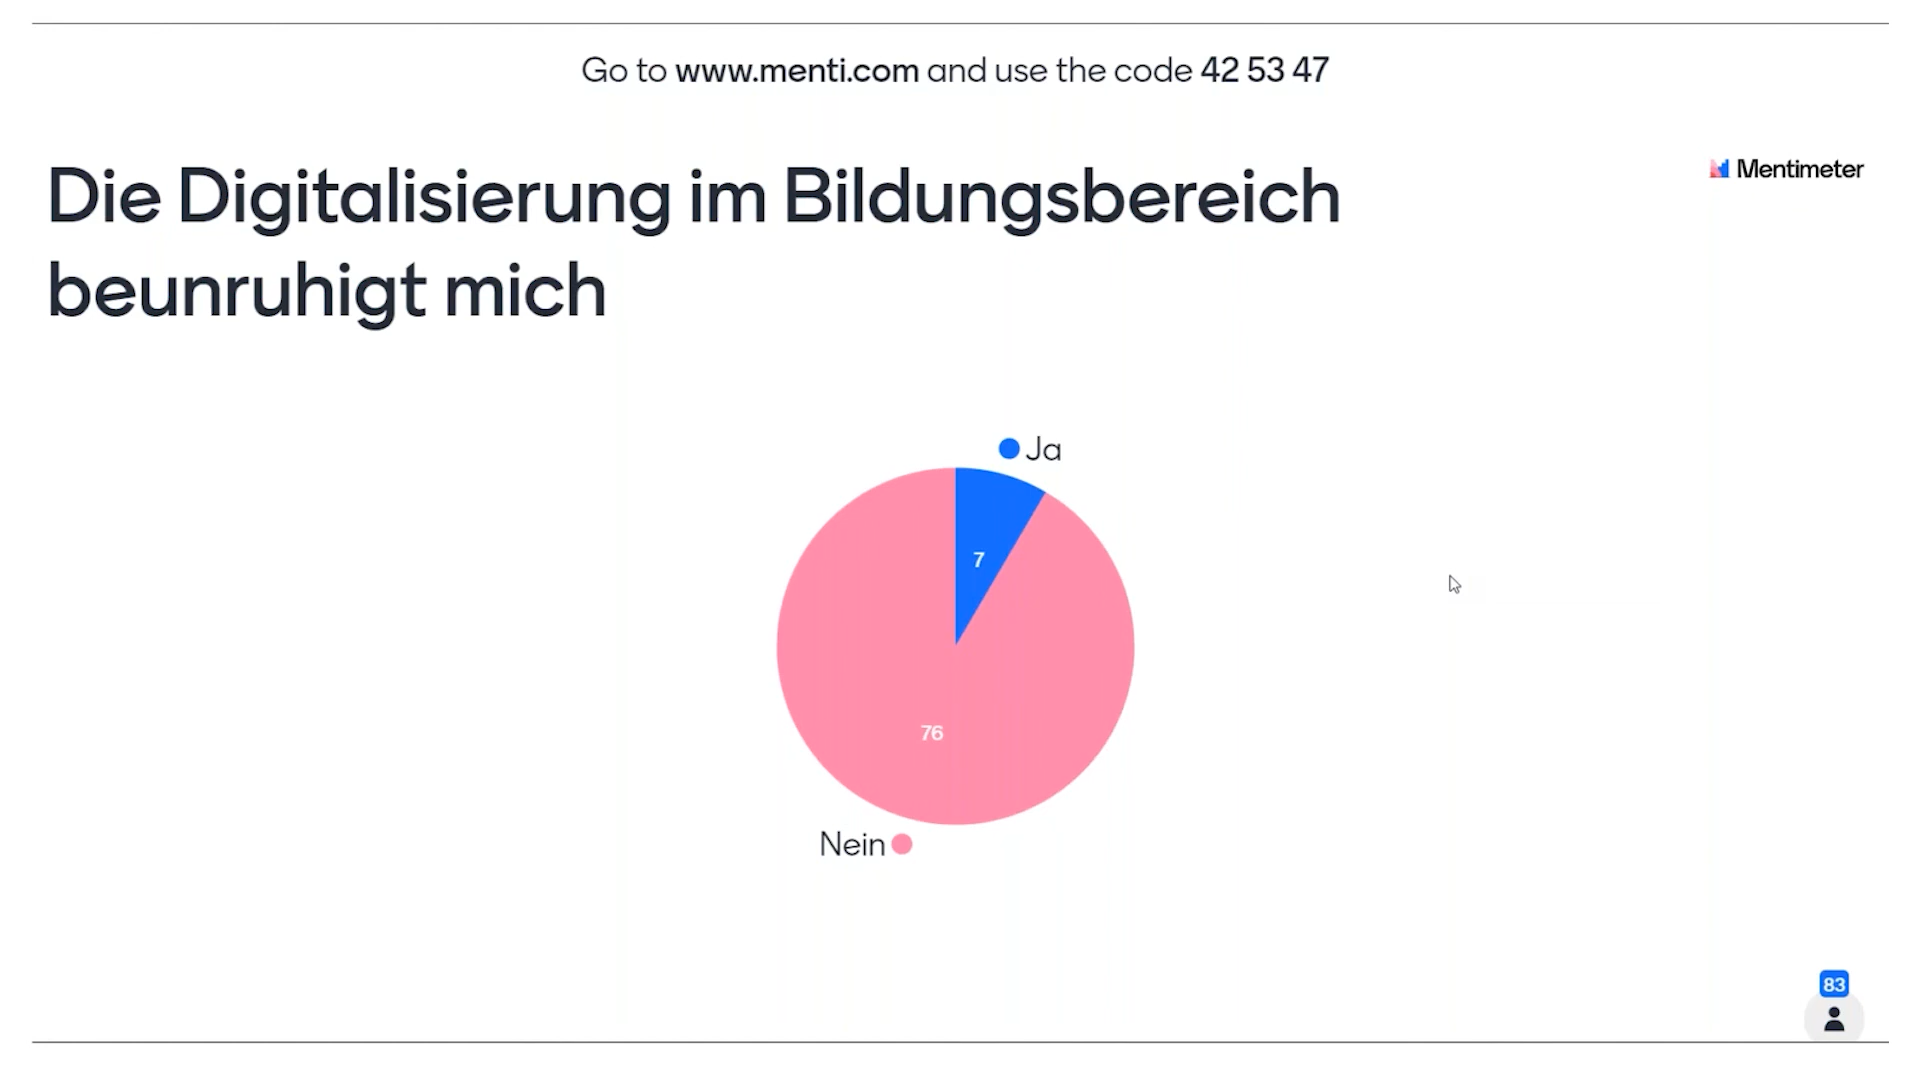 Go to www.menti.com and use the code 42 53 47
Mentimeter
Die Digitalisierung im Bildungsbereich
beunruhigt mich
Ja
7
76
Nein
83